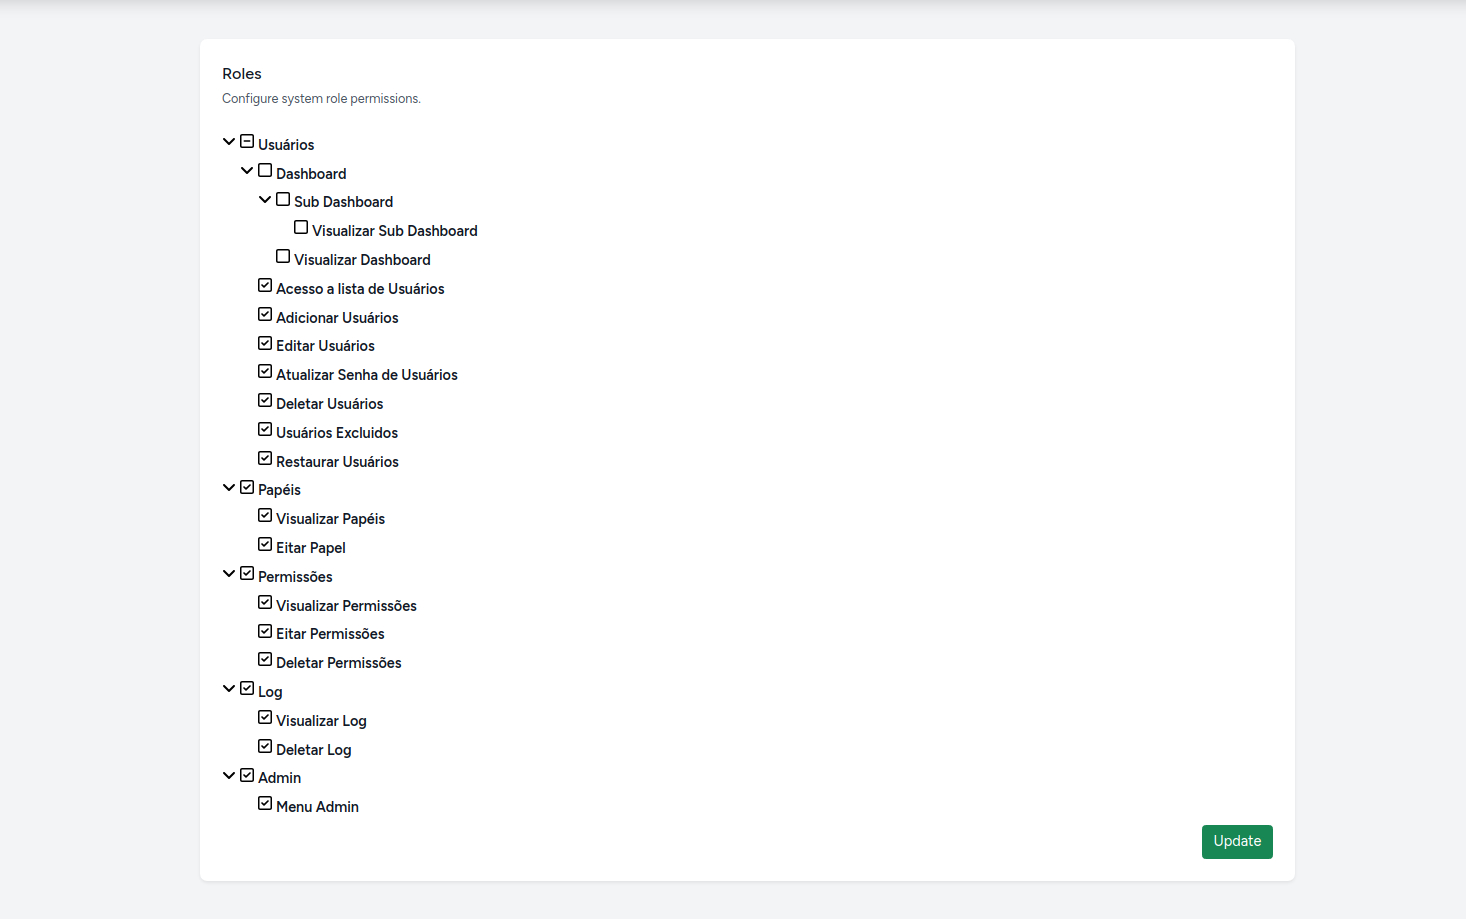 Roles
Configure system role permissions.
Usuários
Dashboard
Sub Dashboard
Visualizar Sub Dashboard
Visualizar Dashboard
Acesso a lista de Usuários
Adicionar Usuários
Editar Usuários
Atualizar Senha de Usuários
Deletar Usuários
Usuários Excluidos
Restaurar Usuários
Papéis
Visualizar Papéis
Eitar Papel
Permissões
Visualizar Permissões
Eitar Permissões
Deletar Permissões
Log
Visualizar Log
Deletar Log
Admin
Menu Admin
Update